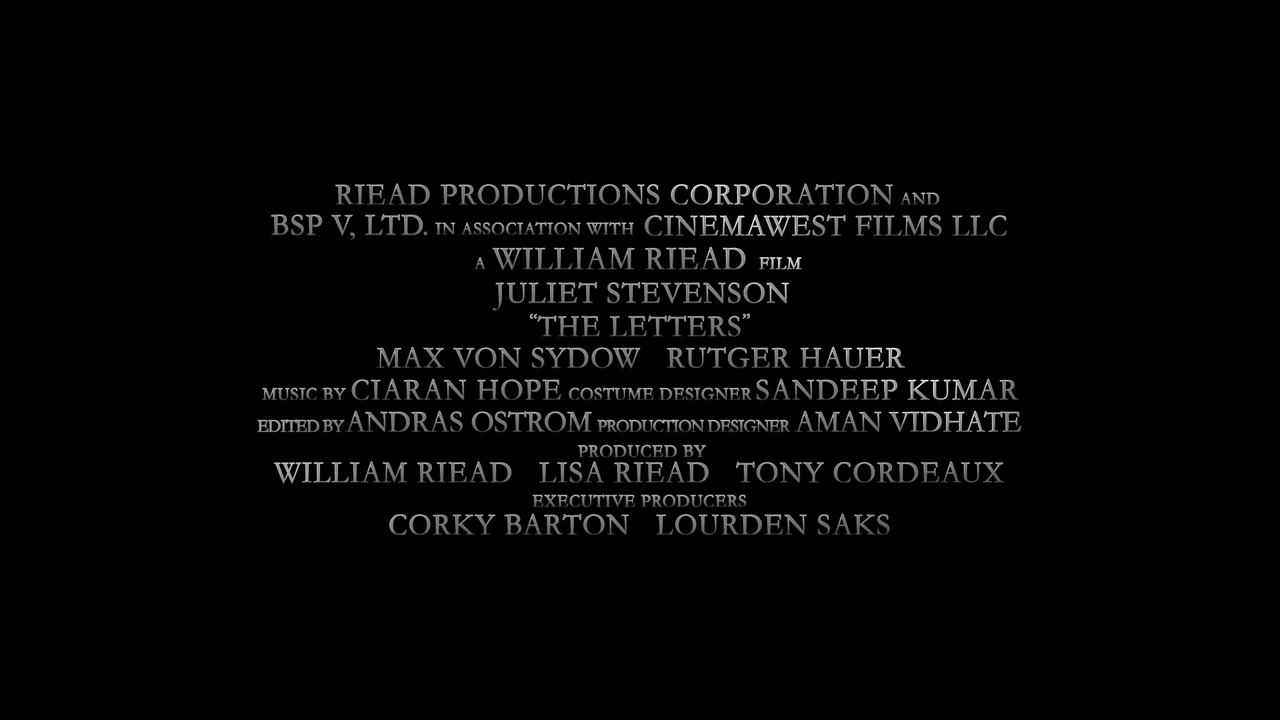 RIEAD PRODUCTIONS CORPORATION AND
BSP V, LTD. IN ASSOCIATION WITH CINEMAWEST FILMS LLC
A WILLIAM RIEAD FILM
JULIET STEVENSON
“THE LETTERS”
MAX VON SYDOW RUTGER HAUER
MUSIC BY CIARAN HOPE COSTUME DESIGNER SANDEEP KUMAR
EDITED BY ANDRAS OSTROM PRODUCTION DESIGNER AMAN VIDHATE
PRODUCED BY
WILLIAM RIEAD LISA RIEAD TONY CORDEAUX
EXECUTIVE PRODUCERS
CORKY BARTON LOURDEN SAKS